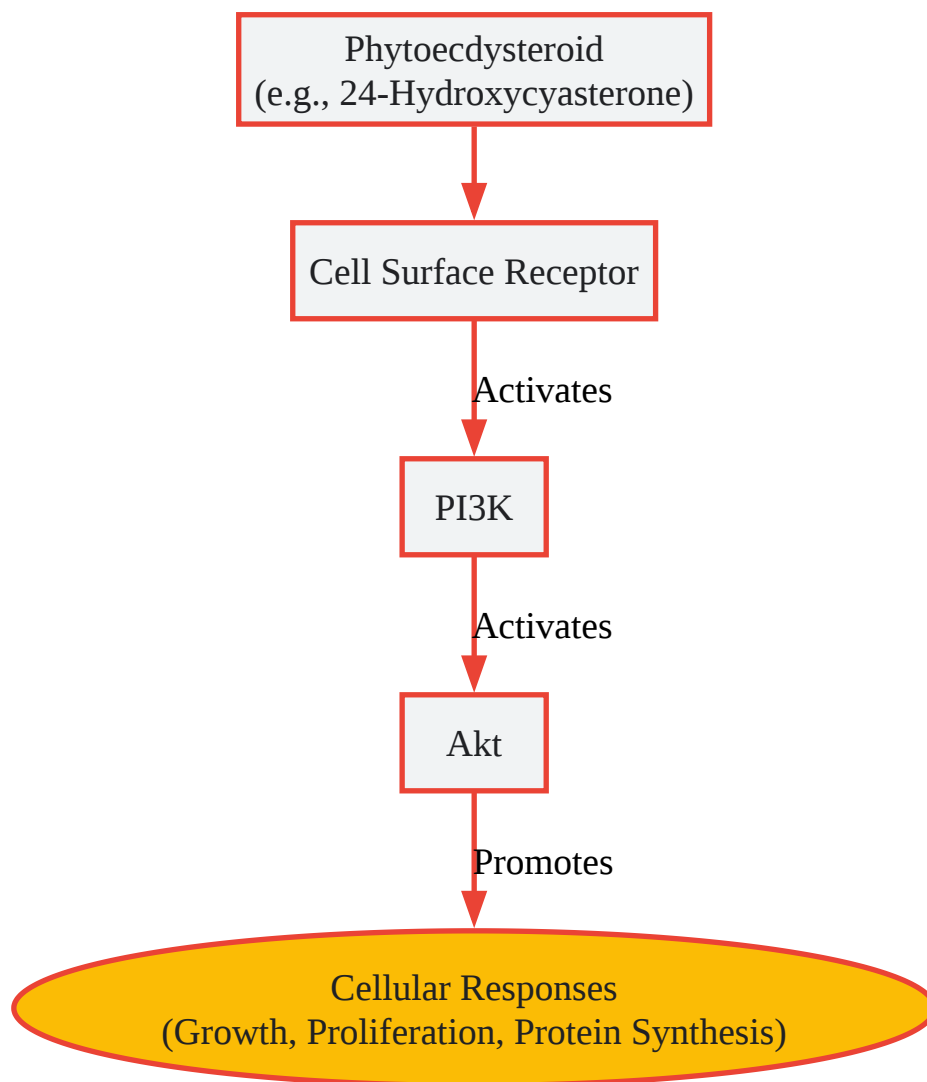 Phytoecdysteroid
(e.g., 24-Hydroxycyasterone)
Cell Surface Receptor
Activates
PI3K
Activates
Akt
Promotes
Cellular Responses
(Growth, Proliferation, Protein Synthesis)